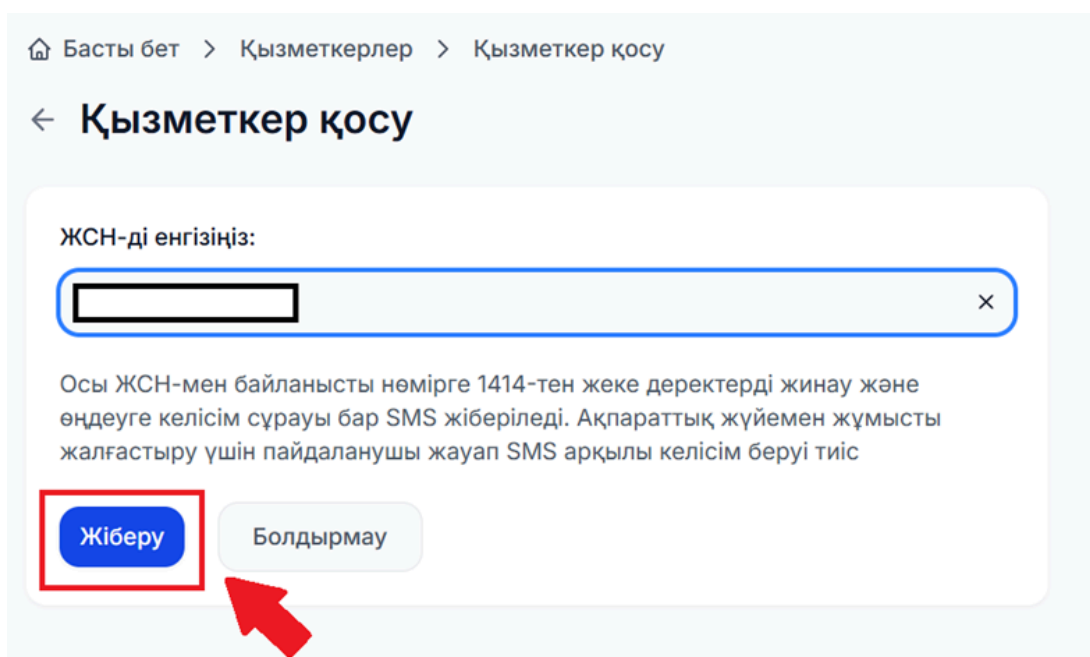 Басты бет > Қызметкерлер > Қызметкер қосу
← Қызметкер қосу
ЖСН-ді енгізіңіз:
Осы ЖСН-мен байланысты нөмірге 1414-тен жеке деректерді жинау және
өңдеуге келісім сұрауы бар SMS жіберіледі. Ақпараттық жүйемен жұмысты
жалғастыру үшін пайдаланушы жауап SMS арқылы келісім беруі тиіс
Жіберу Болдырмау